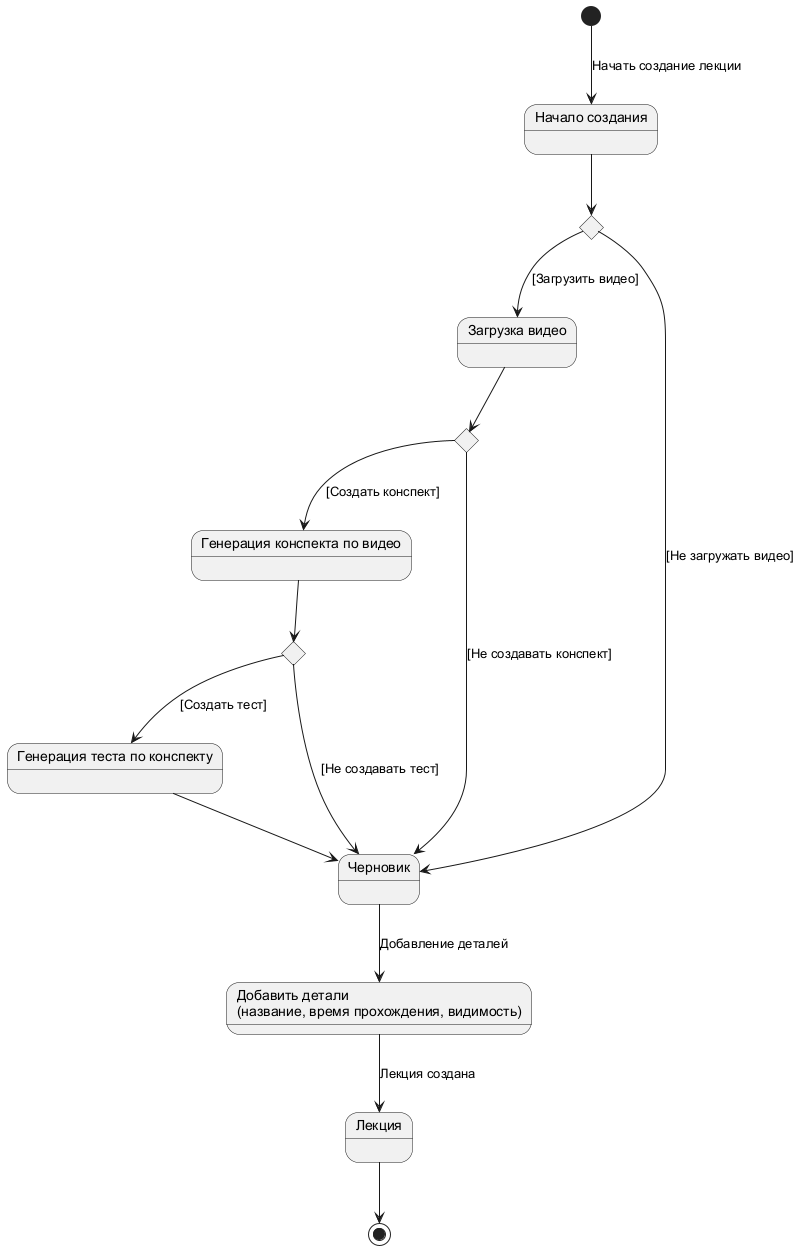 Начать создание лекции
Начало создания
[Загрузить видео]
Загрузка видео
[Создать конспект]
Генерация конспекта по видео
[Не загружать видео]
[Не создавать конспект]
[Создать тест]
Генерация теста по конспекту
[Не создавать тест]
Черновик
Добавление деталей
Добавить детали
(название, время прохождения, видимость)
Лекция создана
Лекция